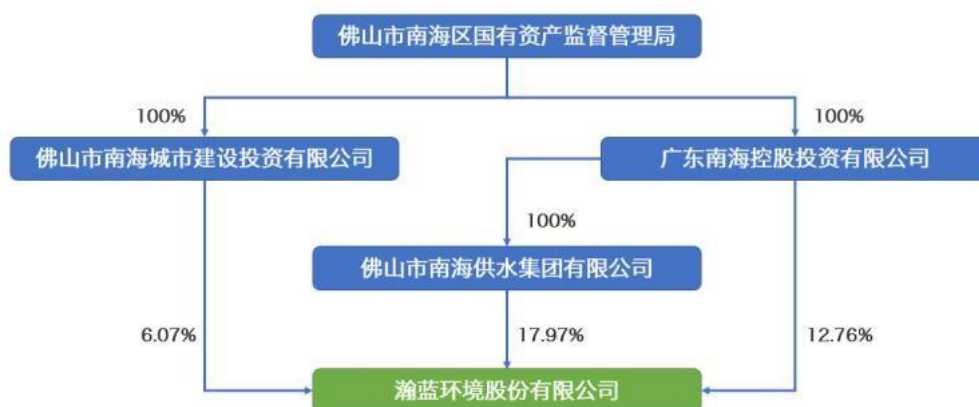 佛山市南海区国有资产监督管理局
100%
100%
佛山市南海城市建设投资有限公司
广东南海控股投资有限公司
100%
佛山市南海供水集团有限公司
6.07%
17.97%
12.76%
瀚蓝环境股份有限公司